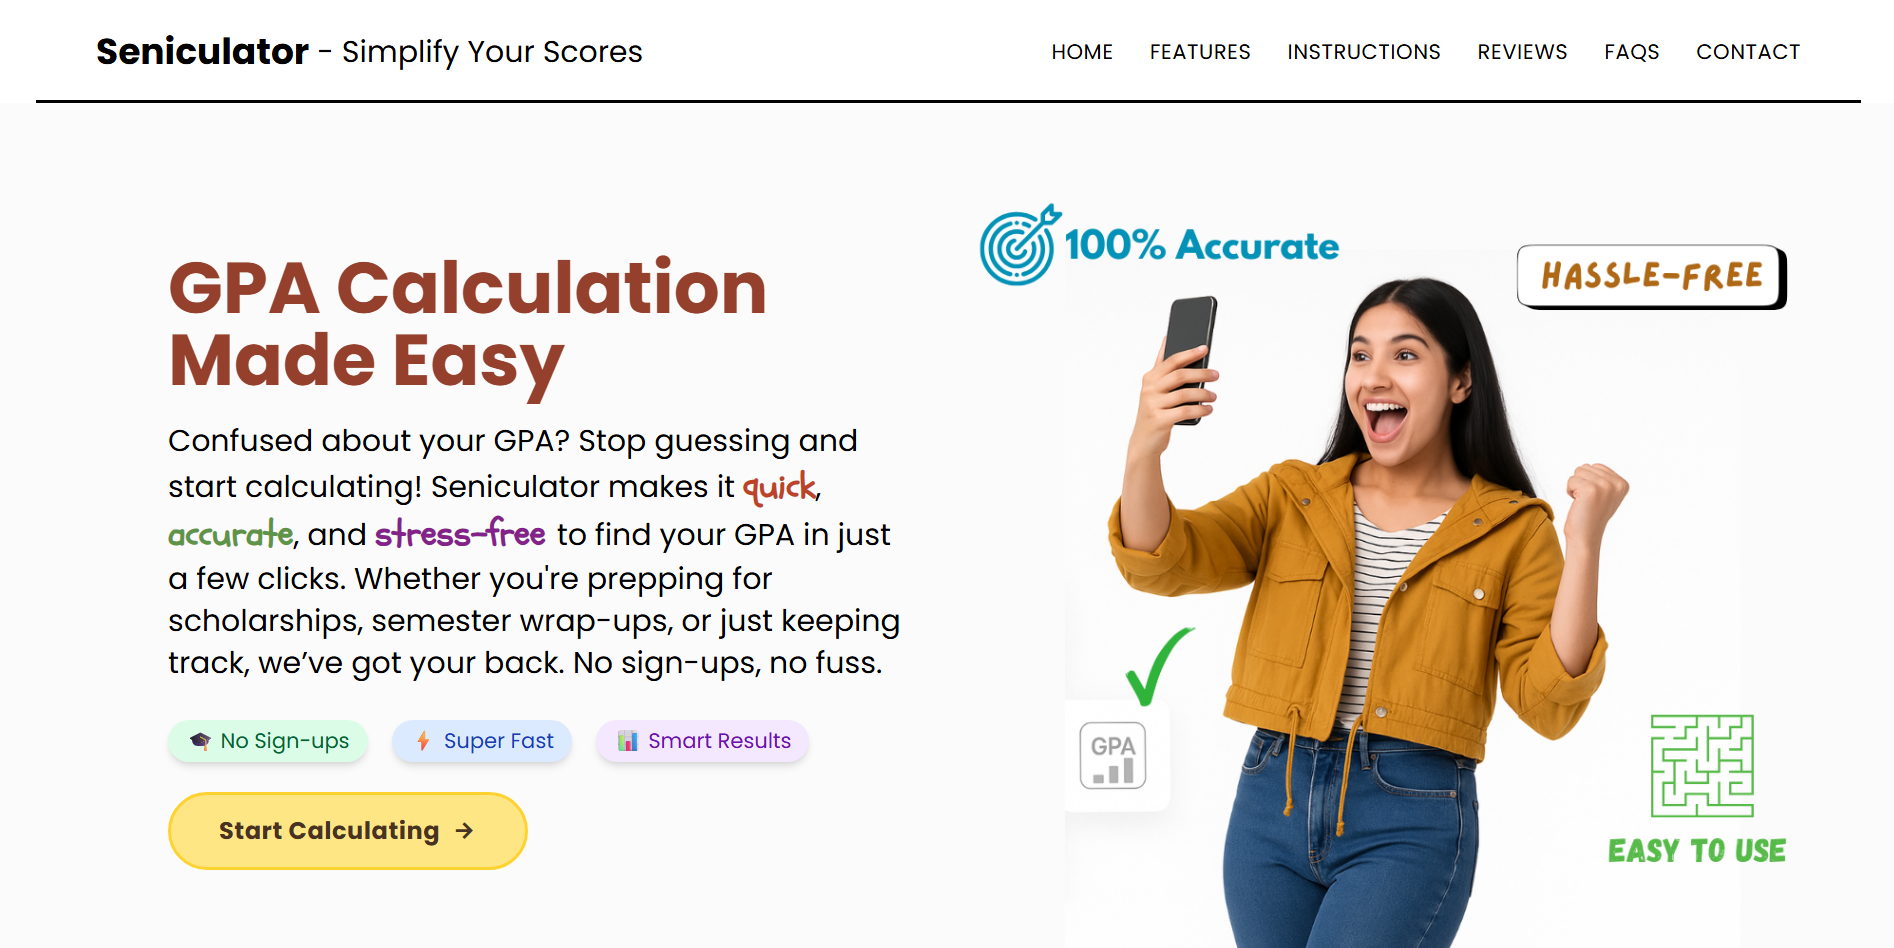 Seniculator - Simplify Your Scores
HOME FEATURES INSTRUCTIONS REVIEWS FAQS CONTACT
100% Accurate
HASSLE-FREE
GPA Calculation
Made Easy
Confused about your GPA? Stop guessing and
start calculating! Seniculator makes it quick,
accurate, and stress-free to find your GPA in just
a few clicks. Whether you're prepping for
scholarships, semester wrap-ups, or just keeping
track, we’ve got your back. No sign-ups, no fuss.
No Sign-ups
Super Fast
Smart Results
Start Calculating →
GPA
EASY TO USE